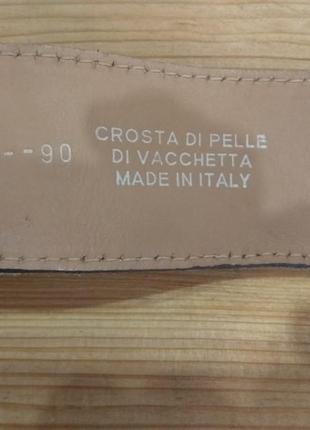 --90
CROSTA DI PELLE
DI VACCHETTA
MADE IN ITALY